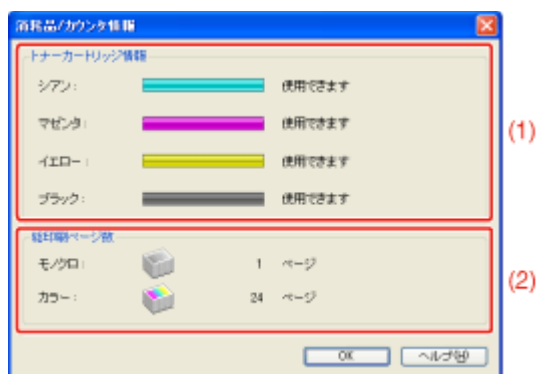 消耗品/カウンタ情報
トナーカートリッジ情報
シアン: 使用できます
マゼンタ: 使用できます
イエロー: 使用できます
ブラック: 使用できます
(1)
総印刷ページ数
モノクロ: 1 ページ
カラー: 24 ページ
(2)
OK ヘルプ(H)